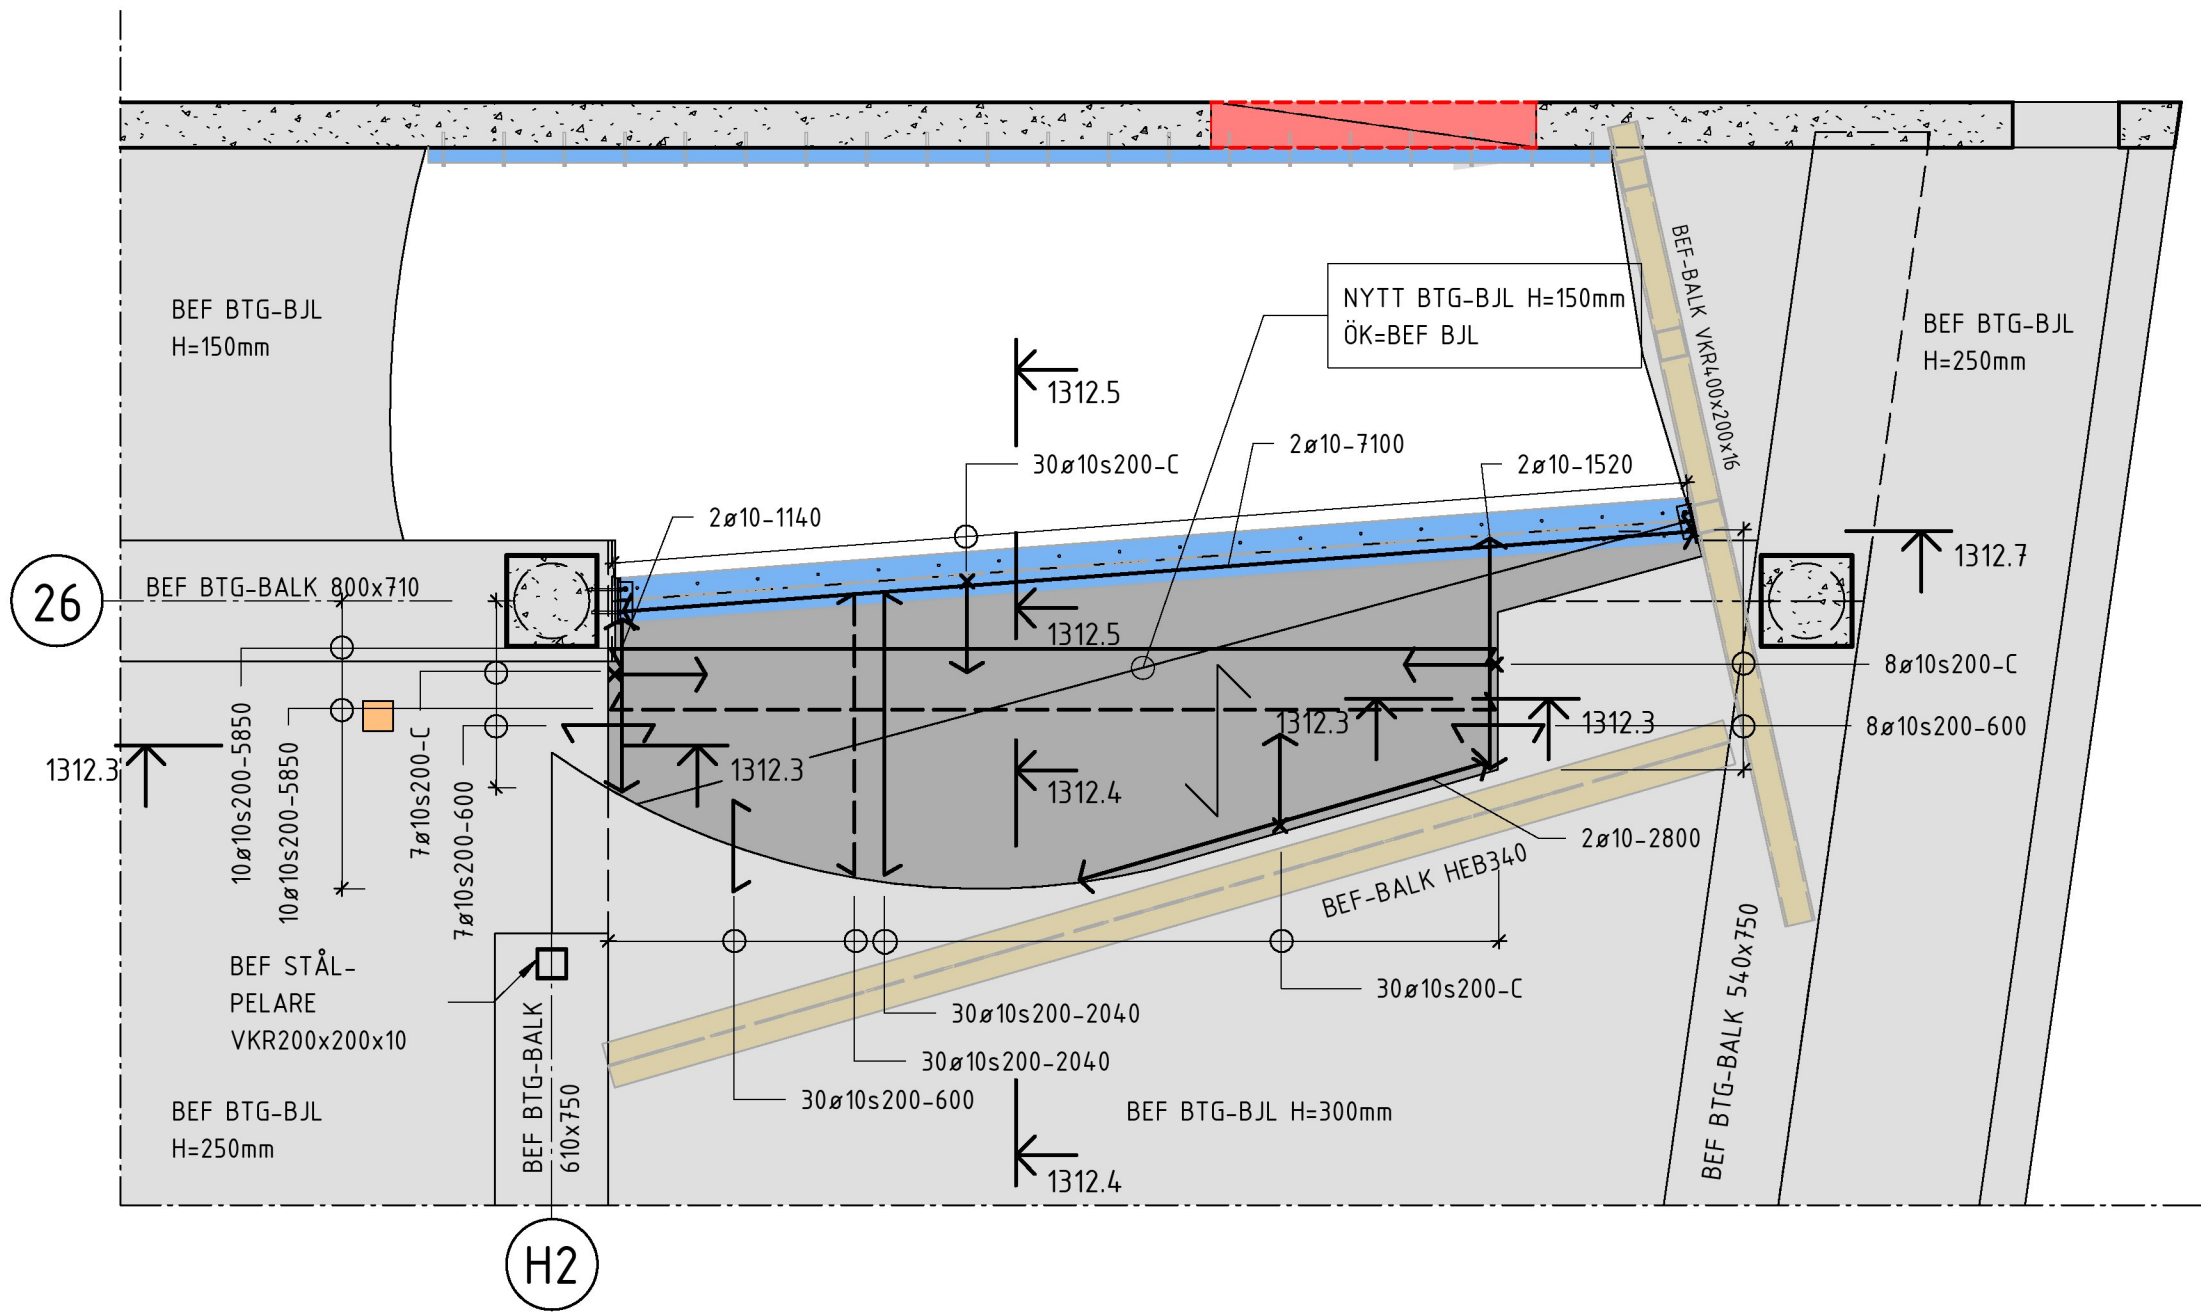 BEF BTG-BJL
H=150mm
NYTT BTG-BJL H=150mm
ÖK=BEF BJL
BEF-BALK VKR400x200x16
BEF BTG-BJL
H=250mm
1312.5
30ø10s200-C
2ø10-7100
2ø10-1520
2ø10-1140
1312.7
26
BEF BTG-BALK 800x710
1312.5
8ø10s200-C
8ø10s200-600
1312.3
1312.3
1312.3
1312.3
1312.4
10ø10s200-5850
10ø10s200-5850
7ø10s200-C
7ø10s200-600
2ø10-2800
BEF-BALK HEB340
BEF STÅL-
PELARE
VKR200x200x10
30ø10s200-C
30ø10s200-2040
30ø10s200-2040
30ø10s200-600
BEF BTG-BALK
610x750
BEF BTG-BALK 540x750
BEF BTG-BJL
H=250mm
BEF BTG-BJL H=300mm
1312.4
H2